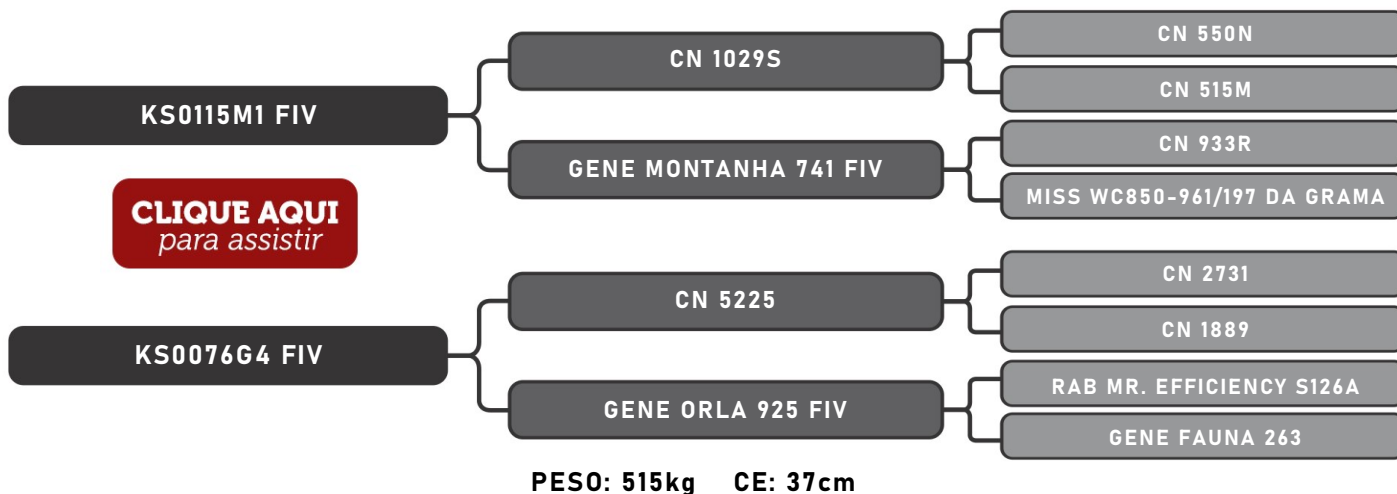 CN 550N
CN 1029S
CN 515M
KS0115M1 FIV
CN 933R
GENE MONTANHA 741 FIV
MISS WC850-961/197 DA GRAMA
CLIQUE AQUI
para assistir
CN 2731
CN 5225
CN 1889
KS0076G4 FIV
RAB MR. EFFICIENCY S126A
GENE ORLA 925 FIV
GENE FAUNA 263
PESO: 515kg CE: 37cm